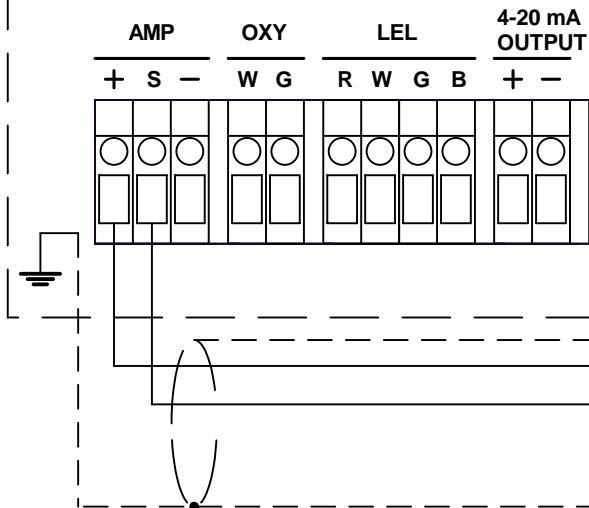 AMP OXY LEL 4-20 mA
OUTPUT
+ S − W G R W G B + −